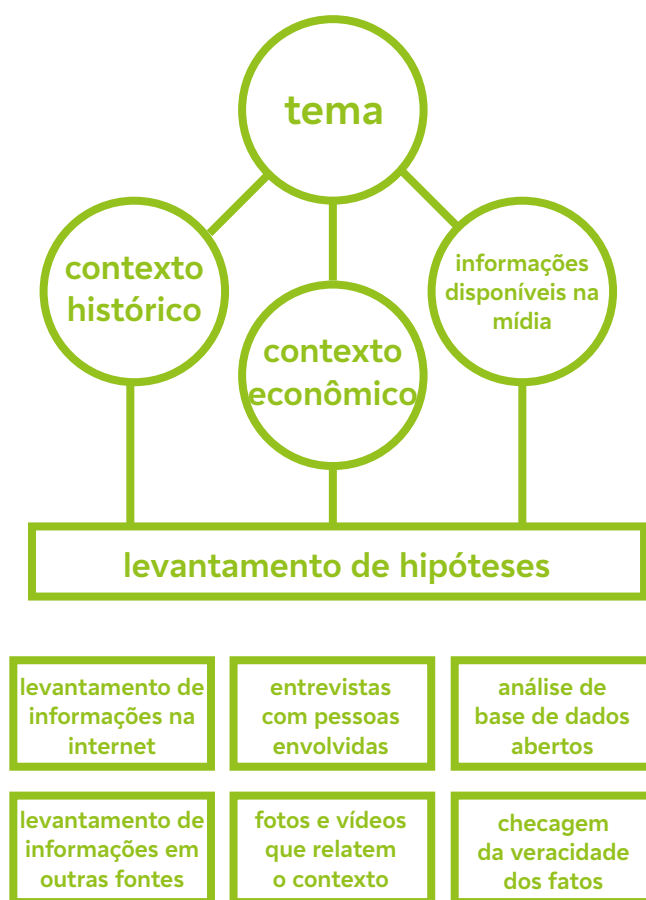 tema
contexto
histórico
contexto
econômico
informações
disponíveis na
mídia
levantamento de hipóteses
levantamento de
informações na
internet
entrevistas
com pessoas
envolvidas
análise de
base de dados
abertos
levantamento de
informações em
outras fontes
fotos e vídeos
que relatem
o contexto
checagem
da veracidade
dos fatos